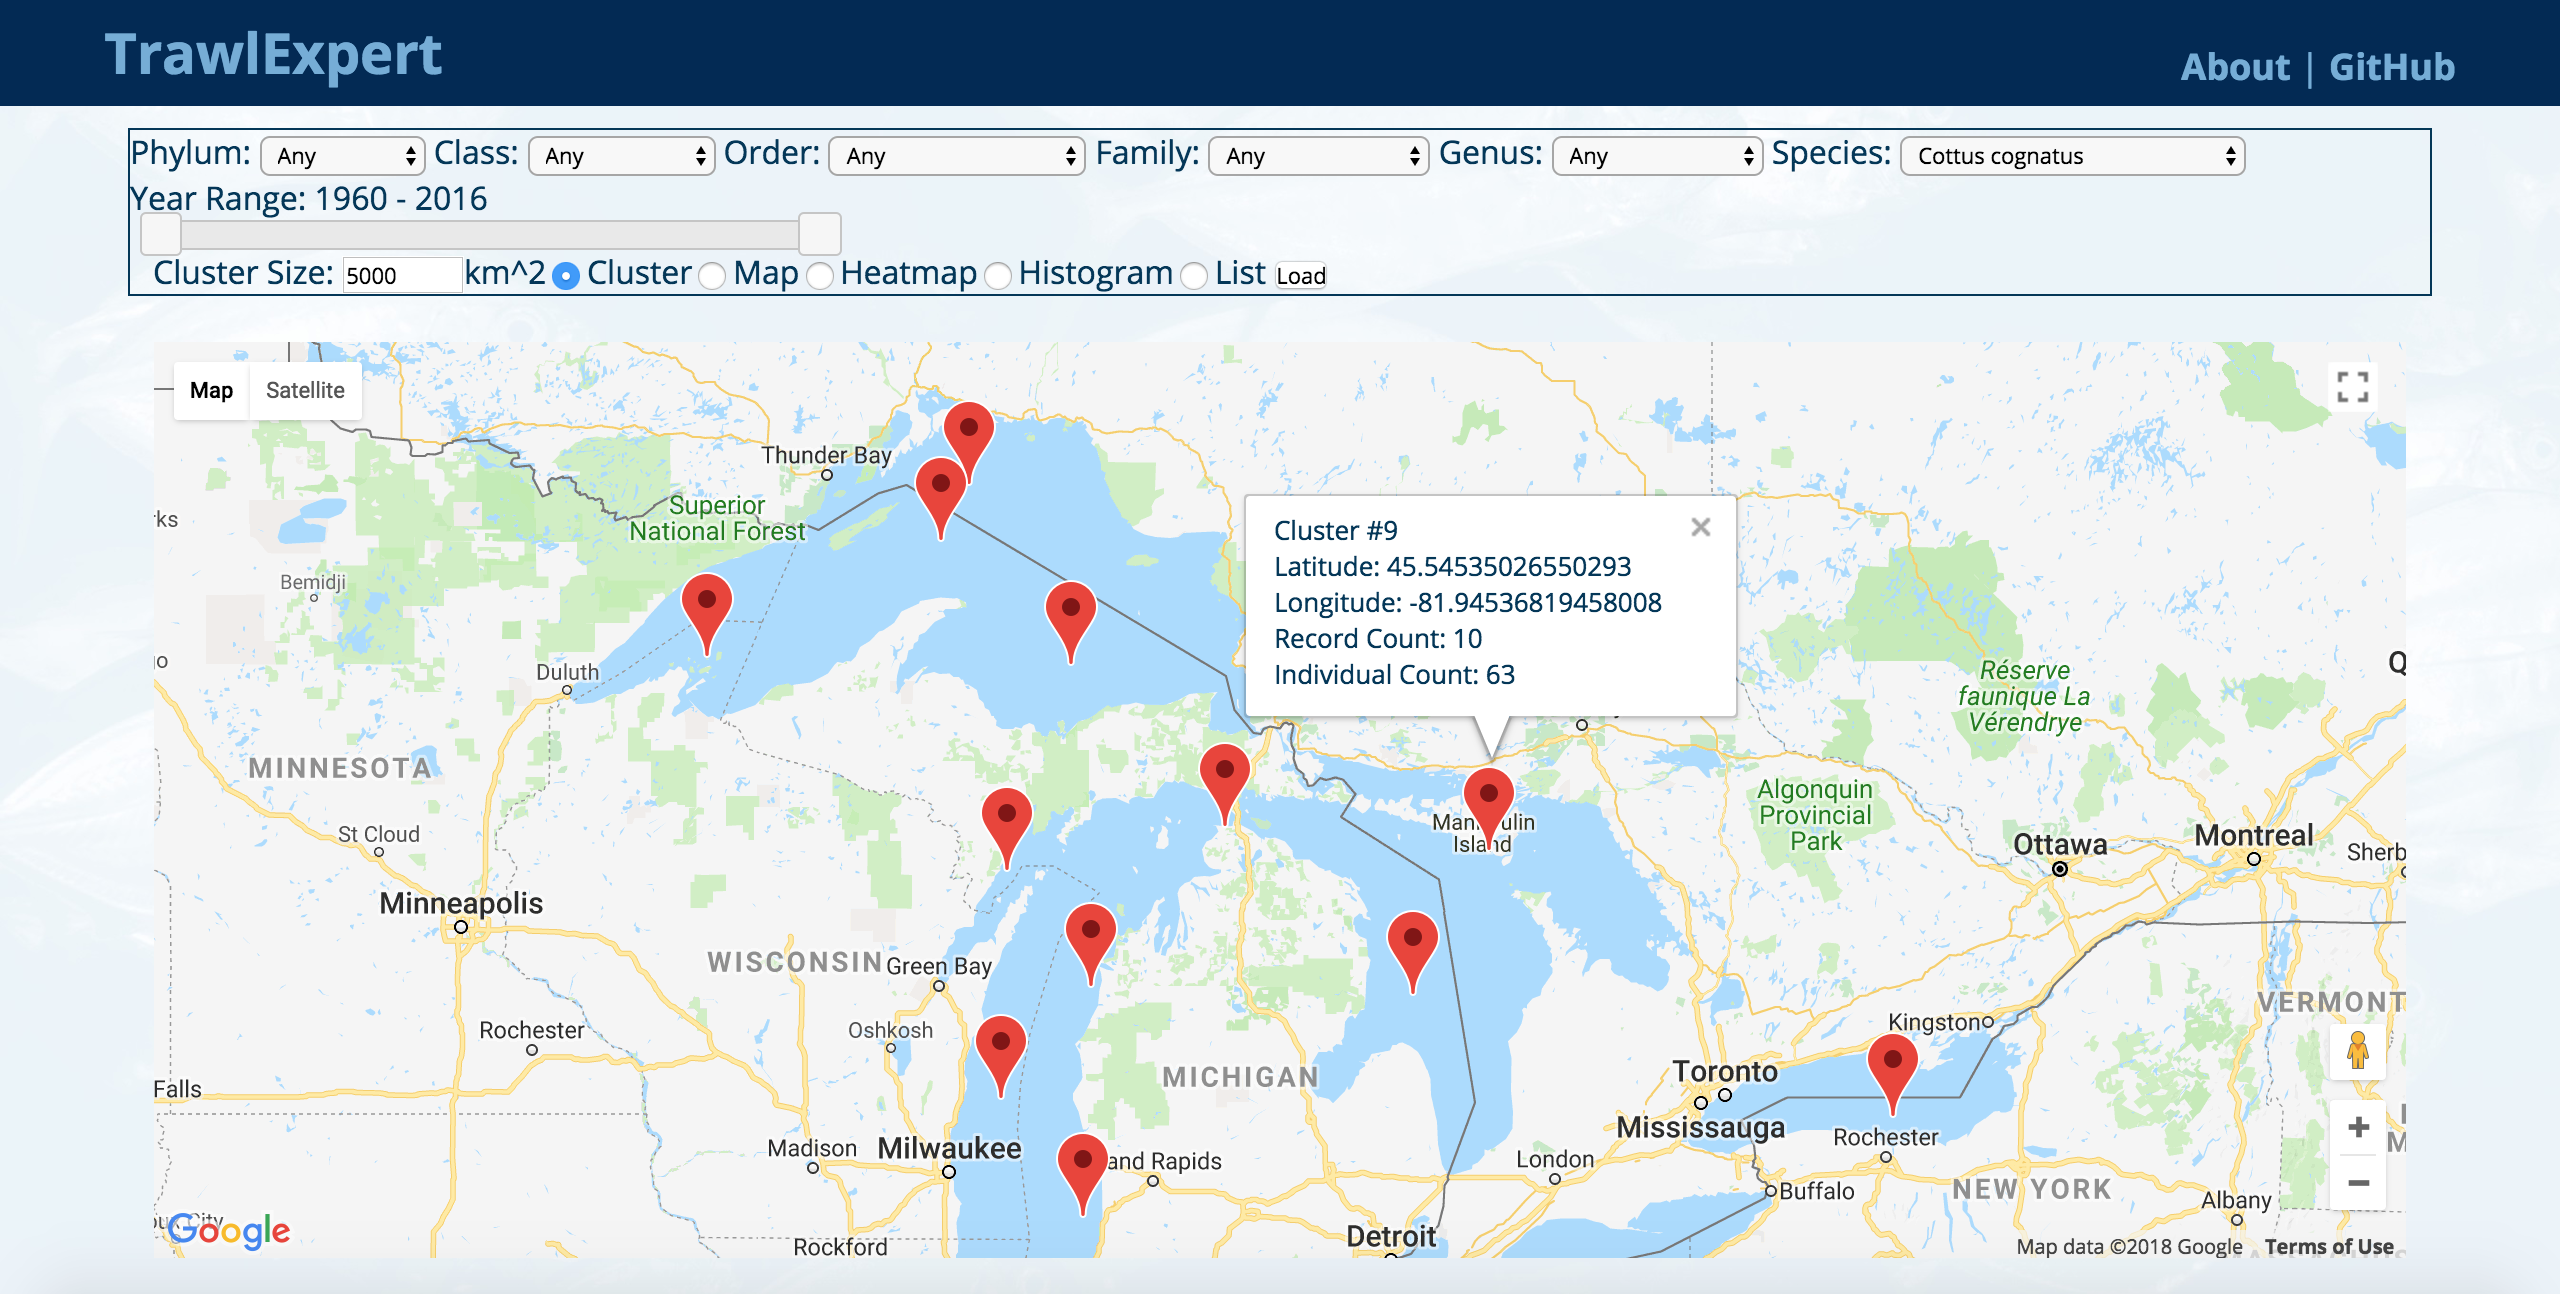 TrawlExpert
About | GitHub
Phylum: Any Class: Any Order: Any Family: Any Genus: Any Species: Cottus cognatus
Year Range: 1960 - 2016
Cluster Size: 5000 km^2 Cluster Map Heatmap Histogram List Load
Map Satellite
Thunder Bay
Superior
National Forest
rks
Cluster #9
Latitude: 45.54535026550293
Longitude: -81.94536819458008
Record Count: 10
Individual Count: 63
Bemidji
Duluth
Réserve
faunique La
Vérendrye
Q
MINNESOTA
St Cloud
Minneapolis
Manitoulin
Island
Algonquin
Provincial
Park
Ottawa
Montreal
Sherb
WISCONSIN
Green Bay
Oshkosh
Rochester
VERMONT
Kingston
Falls
MICHIGAN
Toronto
Mississauga
Rochester
Madison
Milwaukee
and Rapids
London
Buffalo
NEW YORK
Albany
Detroit
Rockford
Google
Map data ©2018 Google Terms of Use